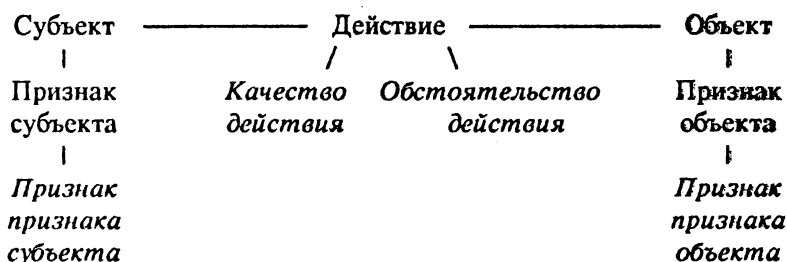 Субъект Действие Объект
Признак Качество Обстоятельство Признак
субъекта действия действия объекта
Признак Признак
признака признака
субъекта объекта